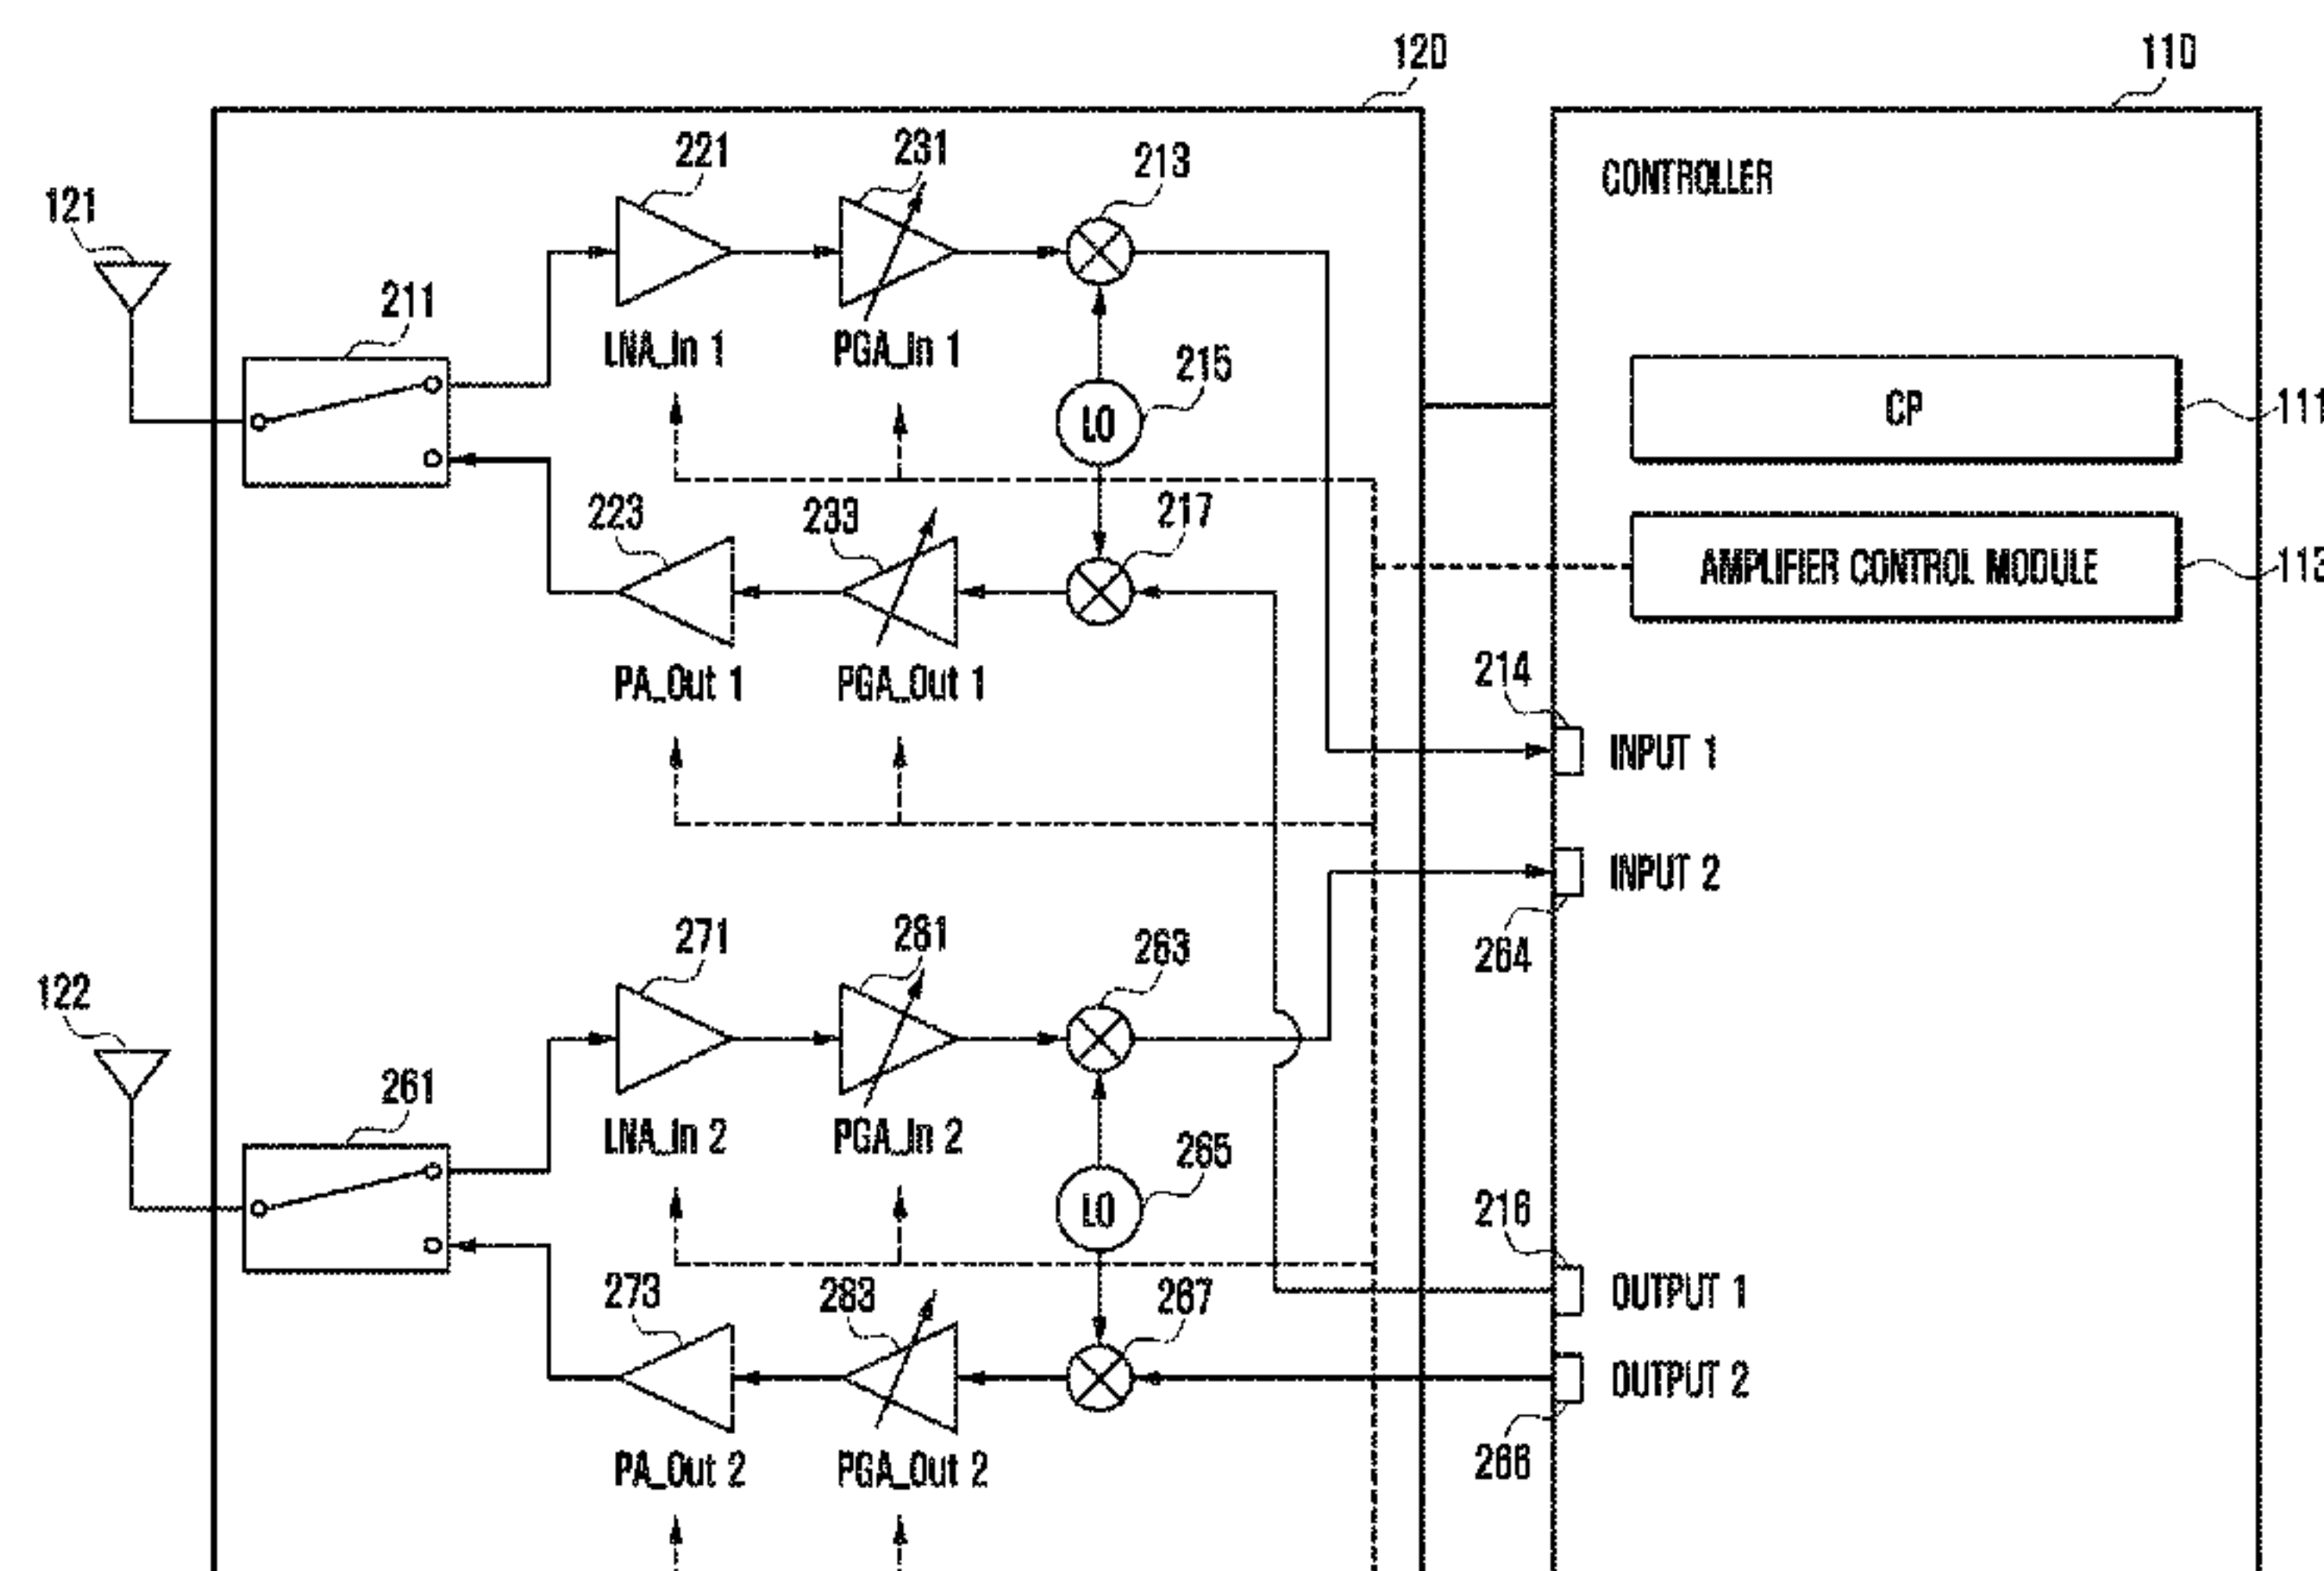 120
110
221
231
213
CONTROLLER
121
211
LNA_In 1
PGA_In 1
215
LO
CP
111
223
233
217
AMPLIFIER CONTROL MODULE
113
PA_Out 1
PGA_Out 1
214
INPUT 1
INPUT 2
264
271
281
263
122
261
LNA_In 2
PGA_In 2
265
LO
216
OUTPUT 1
273
283
267
OUTPUT 2
266
PA_Out 2
PGA_Out 2